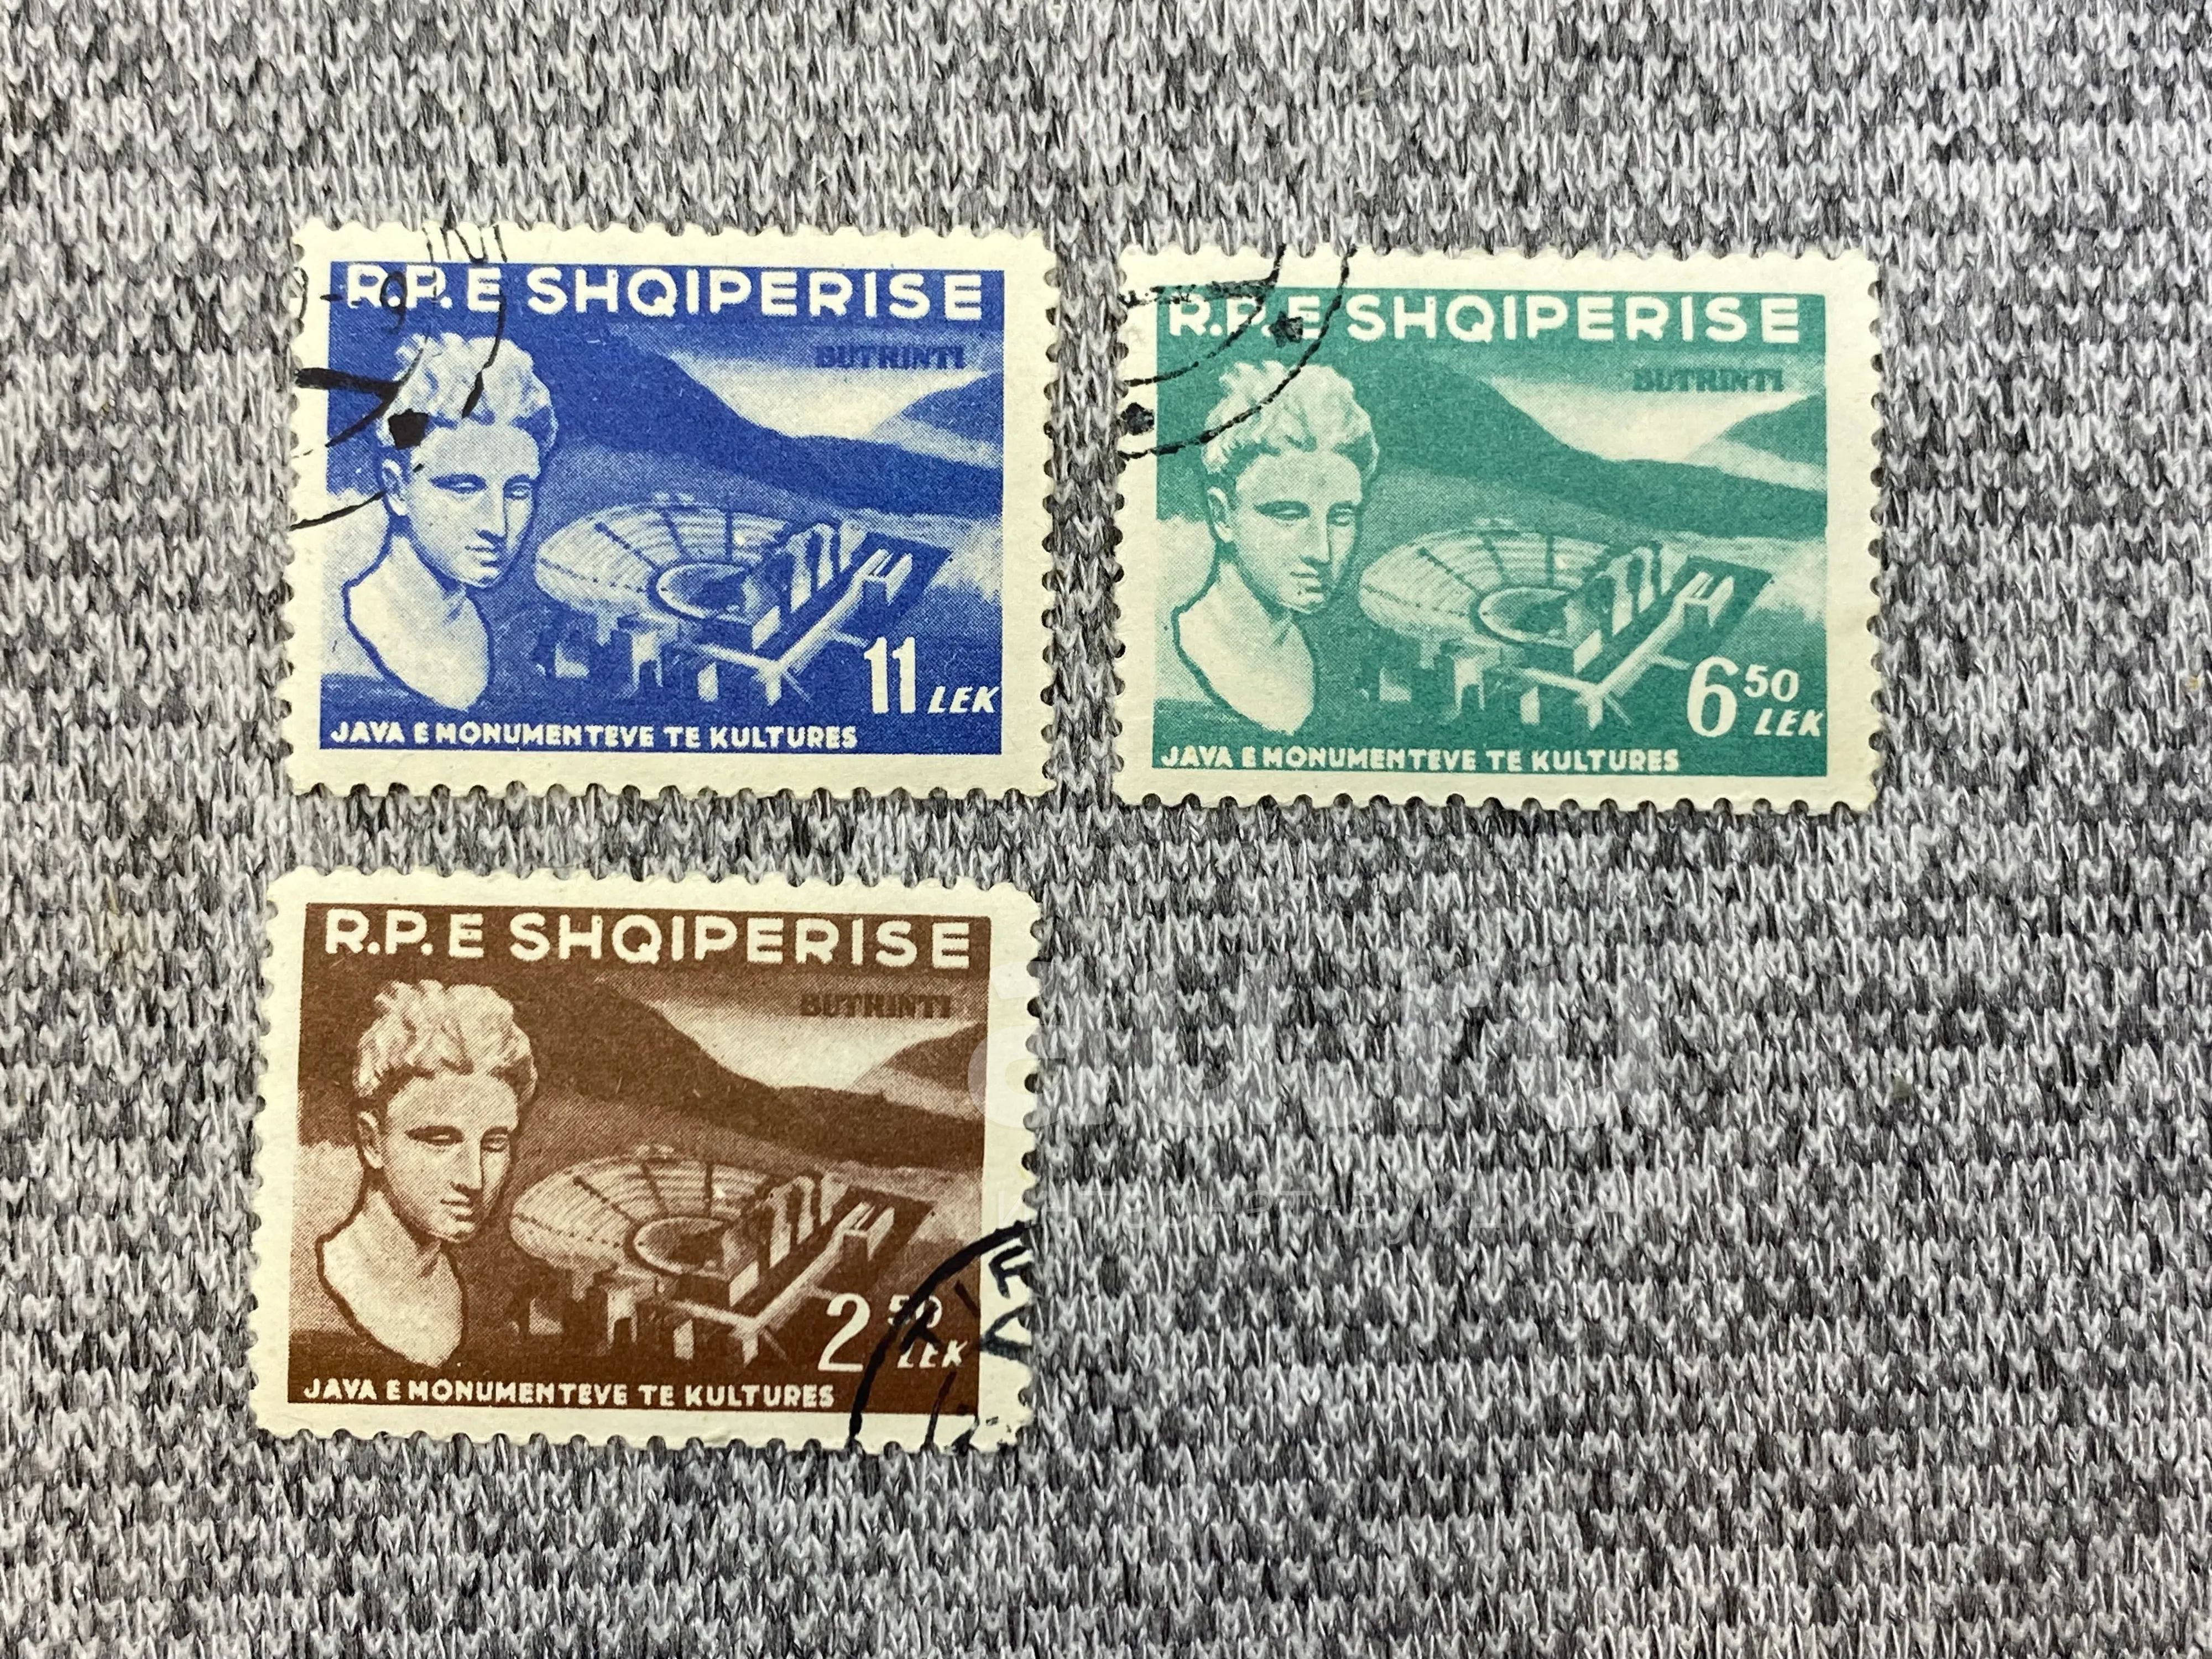 R.P. E SHQIPERISE
BUTRINTI
11 LEK
JAVA E MONUMENTEVE TE KULTURES
R.P. E SHQIPERISE
BUTRINTI
6 50 LEK
JAVA E MONUMENTEVE TE KULTURES
R.P. E SHQIPERISE
BUTRINTI
2 50 LEK
JAVA E MONUMENTEVE TE KULTURES